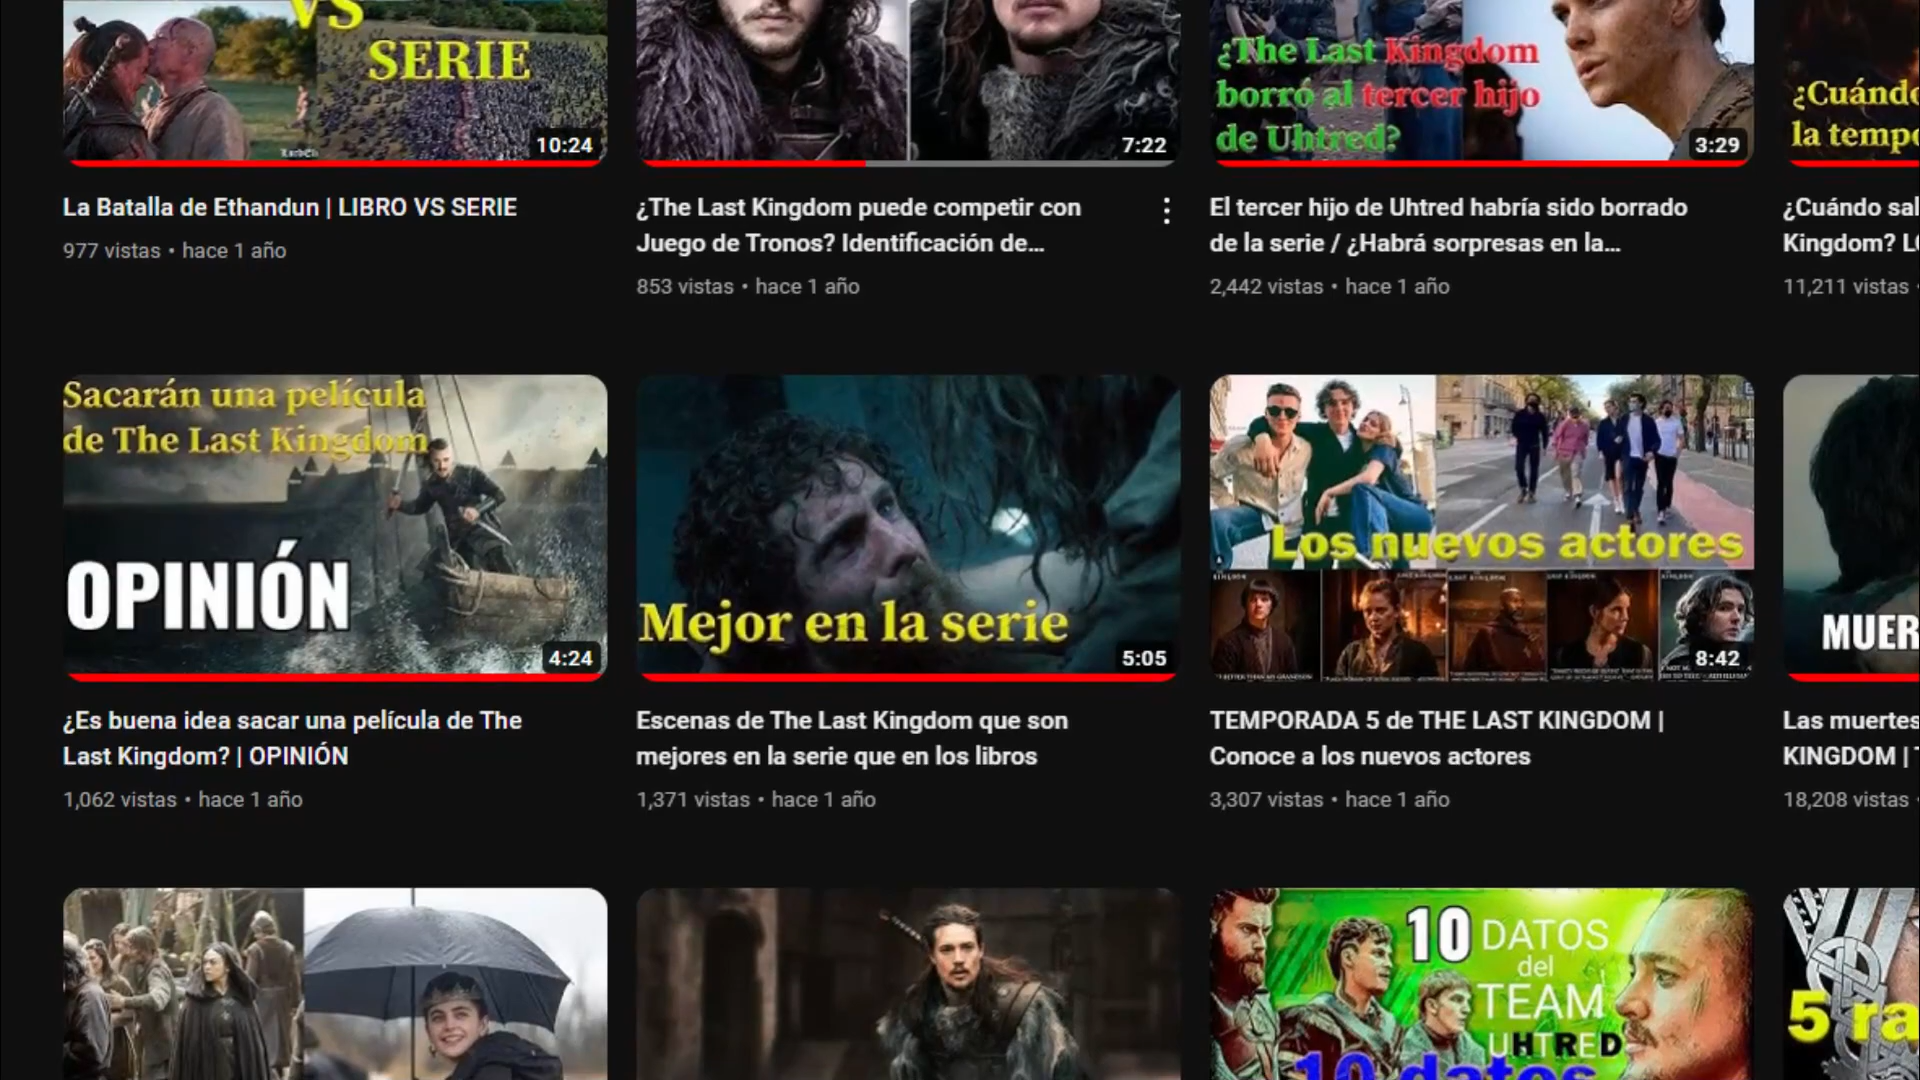 VS
SERIE
10:24
7:22
¿The Last Kingdom
borró al tercer hijo
de Uhtred?
3:29
¿Cuándo
la tempo
La Batalla de Ethandun | LIBRO VS SERIE
977 vistas • hace 1 año
¿The Last Kingdom puede competir con
Juego de Tronos? Identificación de...
853 vistas • hace 1 año
El tercer hijo de Uhtred habría sido borrado
de la serie / ¿Habrá sorpresas en la...
2,442 vistas • hace 1 año
¿Cuándo sal
Kingdom? L
11,211 vistas •
Sacarán una película
de The Last Kingdom
OPINIÓN
4:24
Mejor en la serie
5:05
Los nuevos actores
8:42
MUER
¿Es buena idea sacar una película de The
Last Kingdom? | OPINIÓN
1,062 vistas • hace 1 año
Escenas de The Last Kingdom que son
mejores en la serie que en los libros
1,371 vistas • hace 1 año
TEMPORADA 5 de THE LAST KINGDOM |
Conoce a los nuevos actores
3,307 vistas • hace 1 año
Las muertes
KINGDOM | T
18,208 vistas •
10 DATOS
del
TEAM
UHTRED
10 datos
5 ra